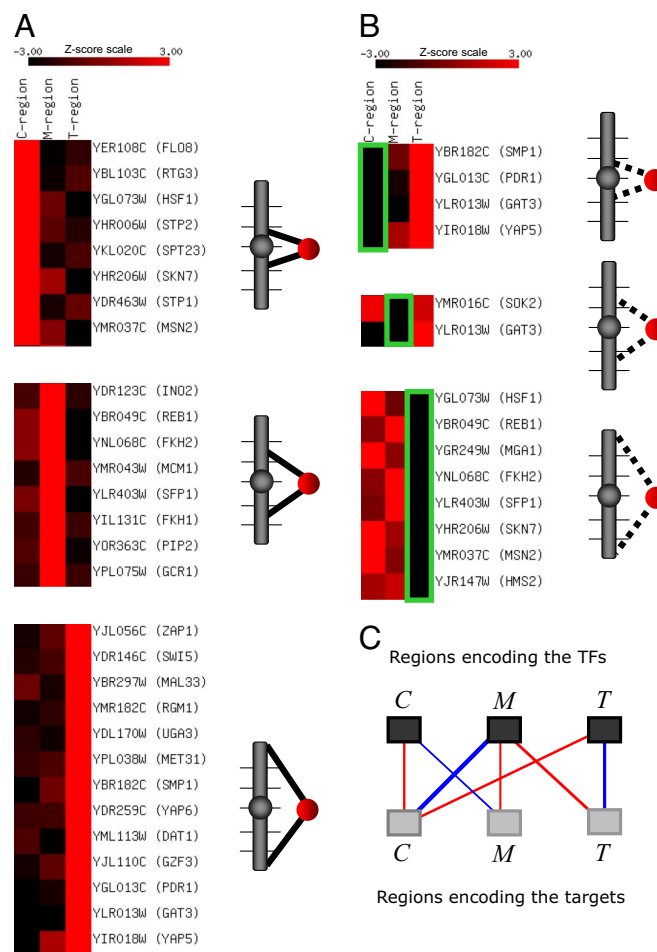 A
-3.00 Z-score scale 3.00
C-region
M-region
T-region
YER108C (FLO8)
YBL103C (RTG3)
YGL073W (HSF1)
YHR006W (STP2)
YKL020C (SPT23)
YHR206W (SKN7)
YDR463W (STP1)
YMR037C (MSN2)
YDR123C (INO2)
YBR049C (REB1)
YNL068C (FKH2)
YMR043W (MCM1)
YLR403W (SFP1)
YIL131C (FKH1)
YOR363C (PIP2)
YPL075W (GCR1)
YJL056C (ZAP1)
YDR146C (SWI5)
YBR297W (MAL33)
YMR182C (RGM1)
YDL170W (UGA3)
YPL038W (MET31)
YBR182C (SMP1)
YDR259C (YAP6)
YML113W (DAT1)
YJL110C (GZF3)
YGL013C (PDR1)
YLR013W (GAT3)
YIR018W (YAP5)
B
-3.00 Z-score scale 3.00
C-region
M-region
T-region
YBR182C (SMP1)
YGL013C (PDR1)
YLR013W (GAT3)
YIR018W (YAP5)
YMR016C (SOK2)
YLR013W (GAT3)
YGL073W (HSF1)
YBR049C (REB1)
YGR249W (MGA1)
YNL068C (FKH2)
YLR403W (SFP1)
YHR206W (SKN7)
YMR037C (MSN2)
YJR147W (HMS2)
C
Regions encoding the TFs
C M T
C M T
Regions encoding the targets